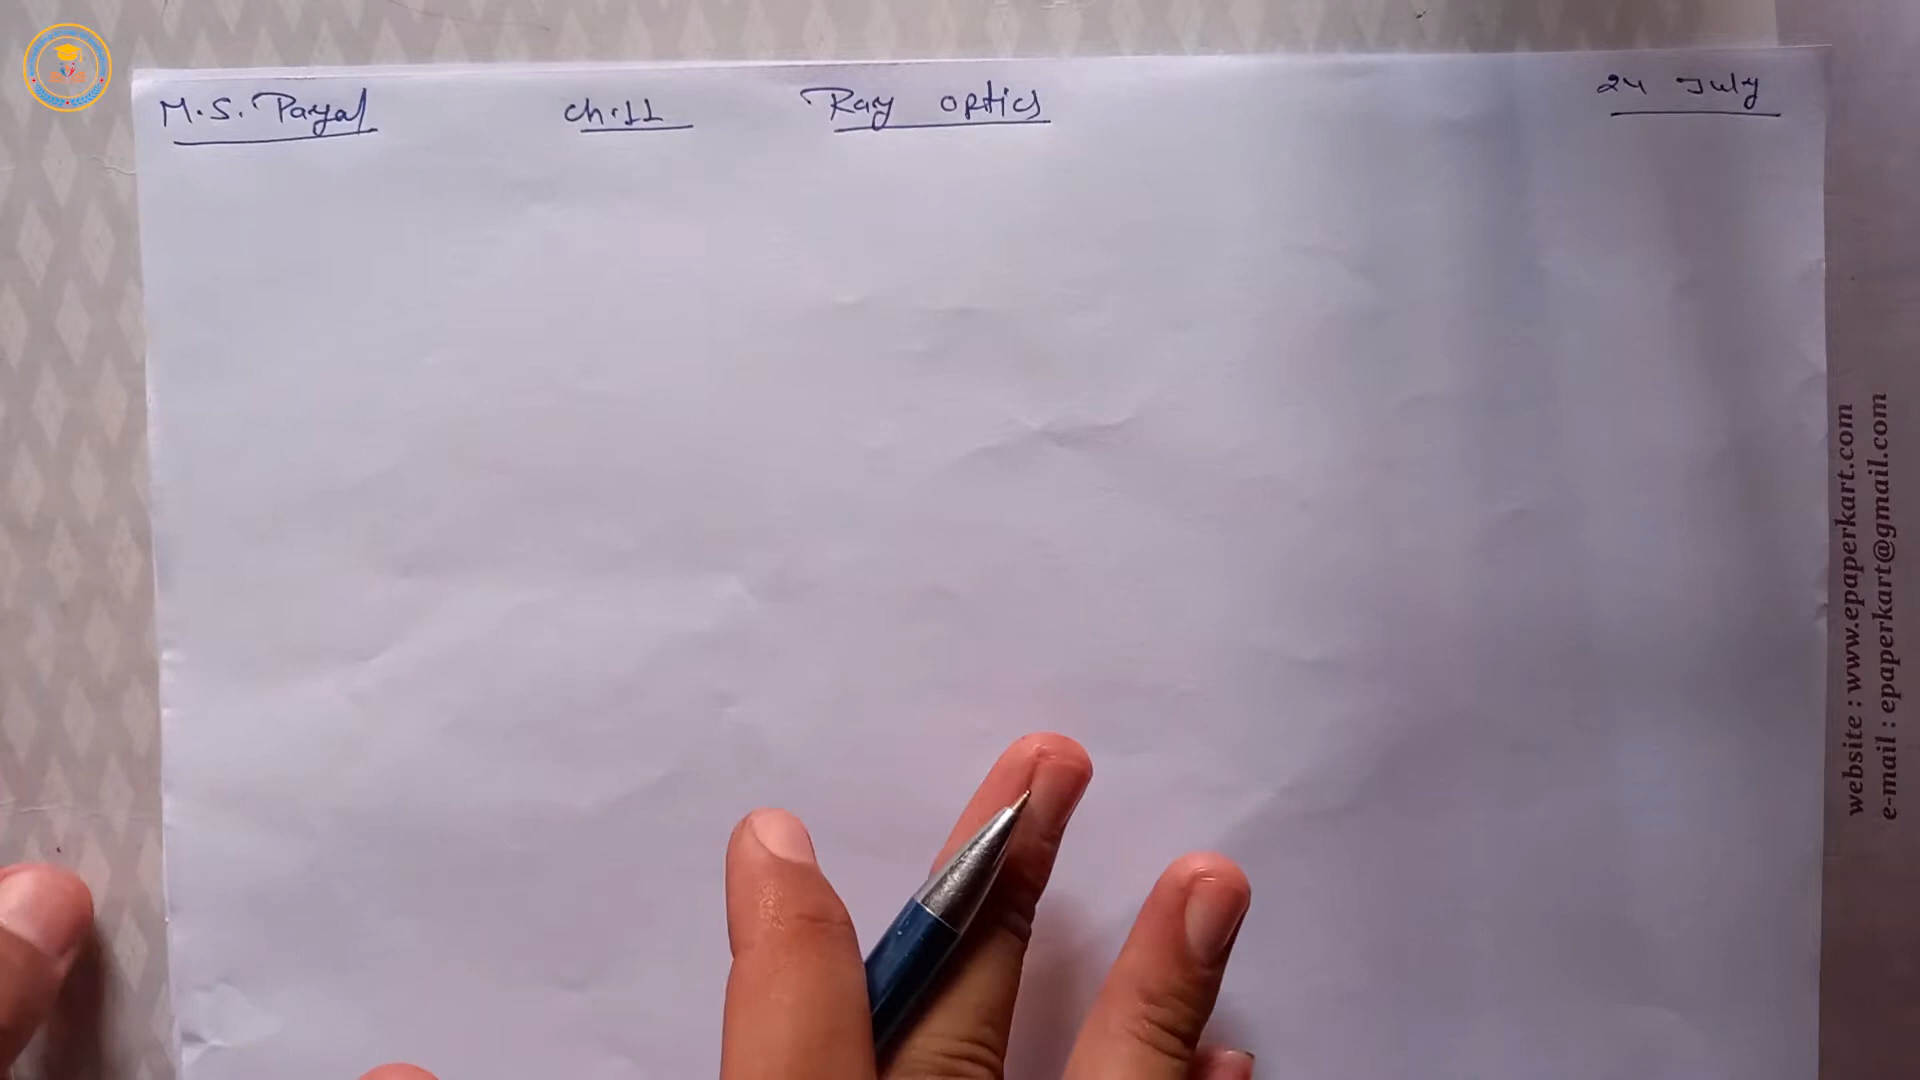 M.S. Payal ch.11 Ray optics 24 July
website : www.epaperkart.com
e-mail : epaperkart@gmail.com